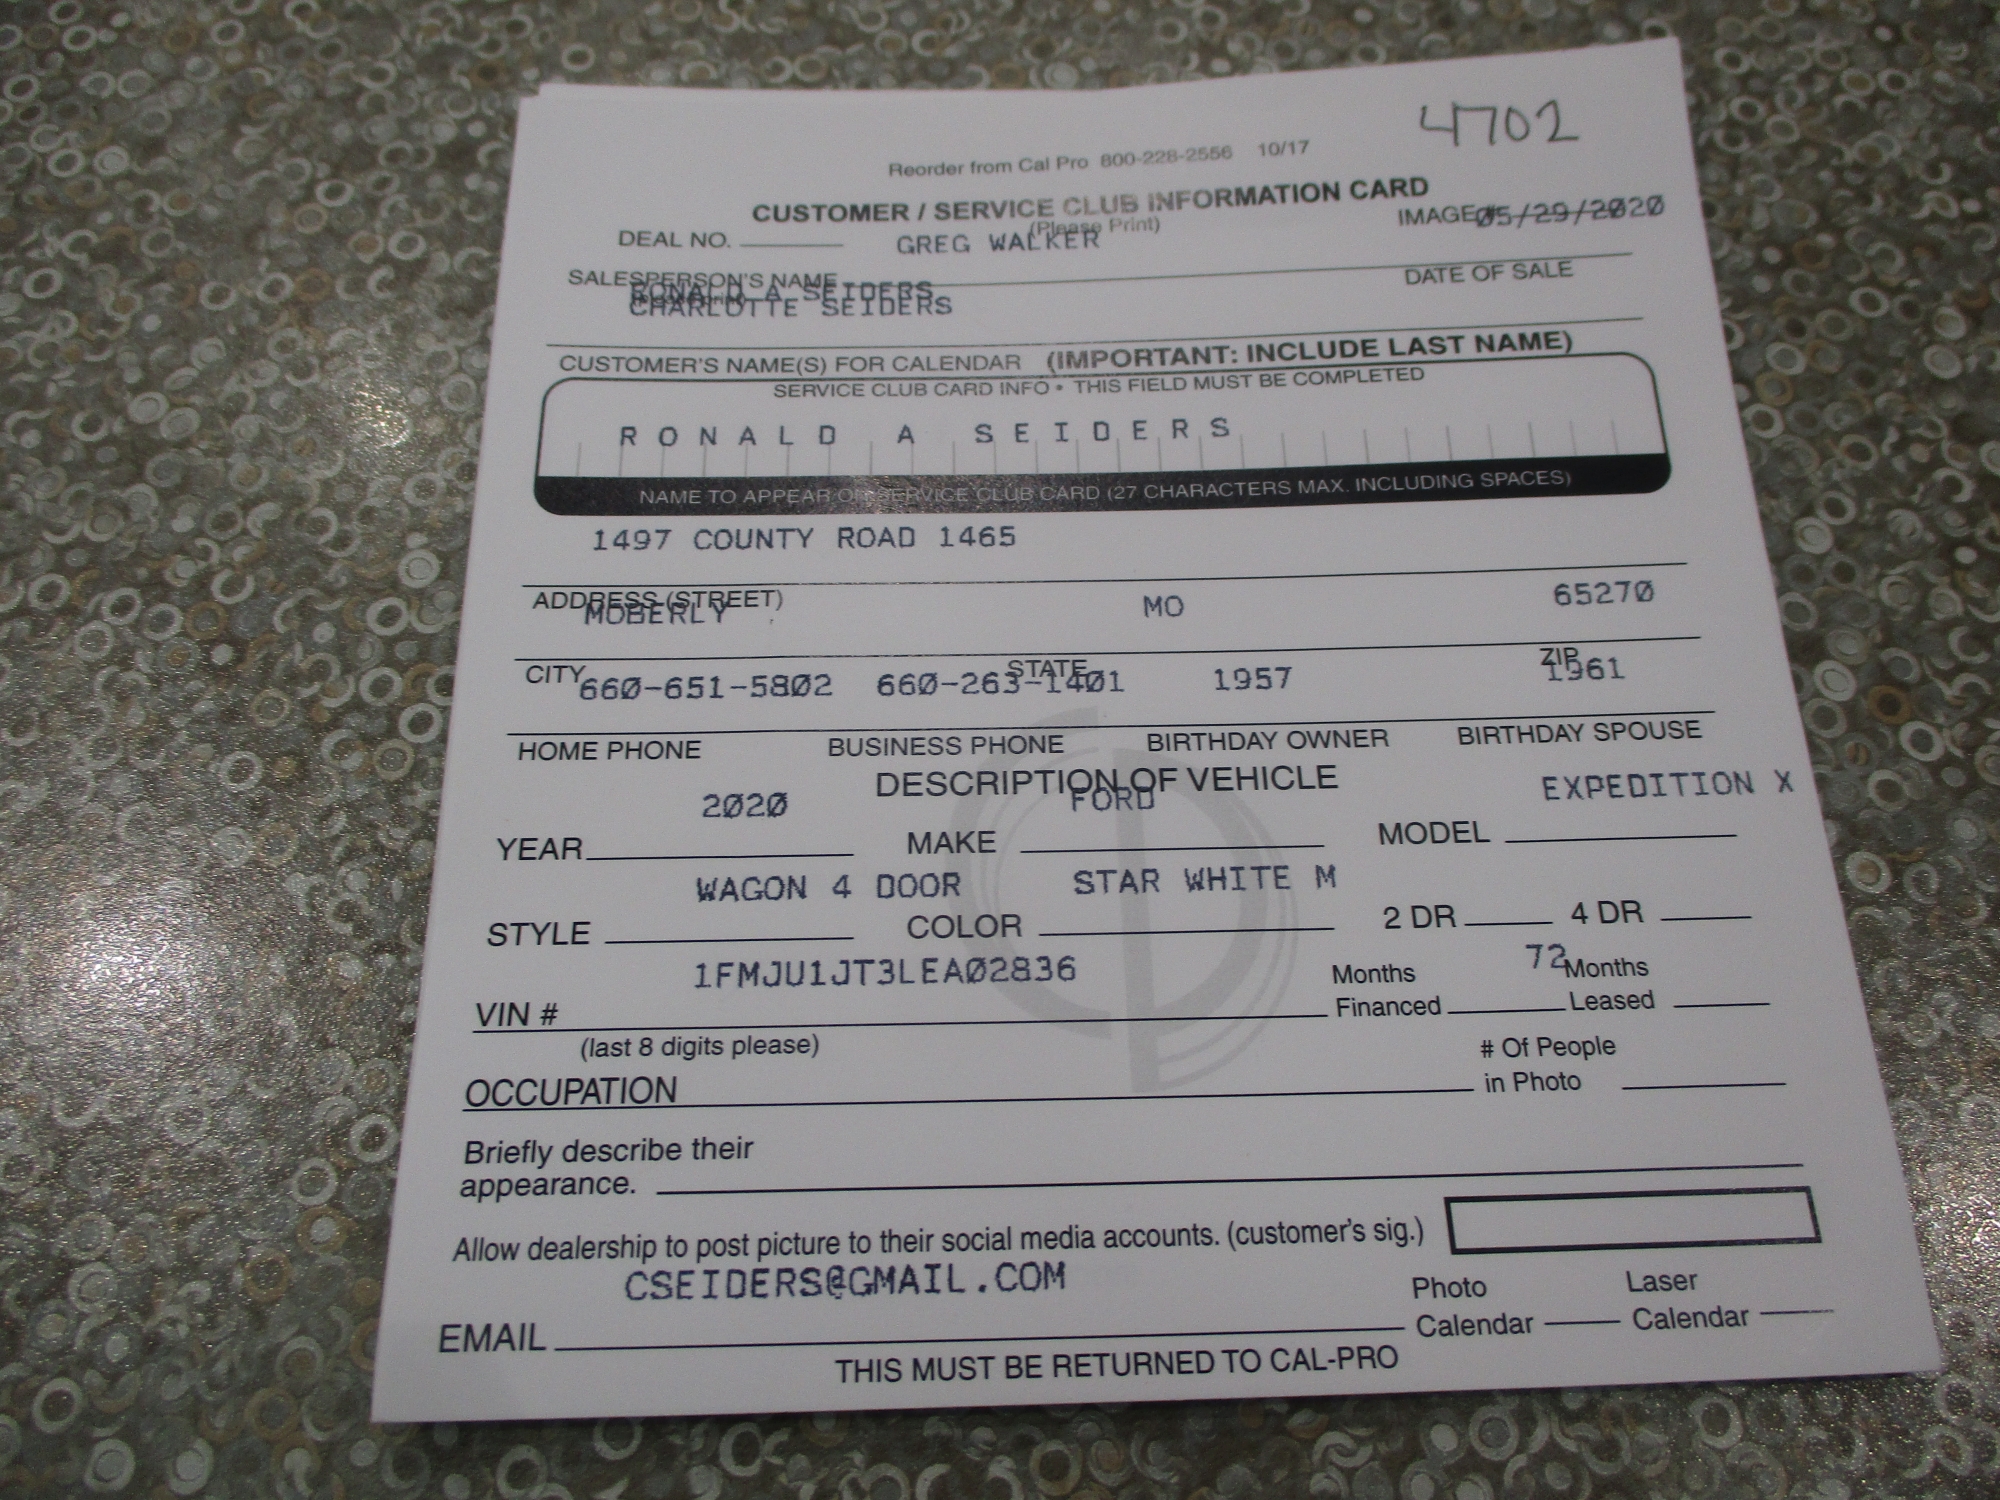 4702
Reorder from Cal Pro 800-228-2556 10/17
CUSTOMER / SERVICE CLUB INFORMATION CARD
(Please Print)
IMAGE# 05/29/2020
DEAL NO. GREG WALKER
SALESPERSON'S NAME DATE OF SALE
RONALD A SEIDERS
CHARLOTTE SEIDERS
CUSTOMER'S NAME(S) FOR CALENDAR (IMPORTANT: INCLUDE LAST NAME)
SERVICE CLUB CARD INFO • THIS FIELD MUST BE COMPLETED
RONALD A SEIDERS
NAME TO APPEAR ON SERVICE CLUB CARD (27 CHARACTERS MAX. INCLUDING SPACES)
1497 COUNTY ROAD 1465
ADDRESS (STREET)
MOBERLY MO 65270
CITY STATE ZIP
660-651-5802 660-263-1401 1957 1961
HOME PHONE BUSINESS PHONE BIRTHDAY OWNER BIRTHDAY SPOUSE
DESCRIPTION OF VEHICLE
2020 FORD EXPEDITION X
YEAR MAKE MODEL
WAGON 4 DOOR STAR WHITE M
STYLE COLOR 2 DR 4 DR
1FMJU1JT3LEA02836 72
VIN # Months Financed Months Leased
(last 8 digits please)
OCCUPATION # Of People in Photo
Briefly describe their
appearance.
Allow dealership to post picture to their social media accounts. (customer's sig.)
CSEIDERS@GMAIL.COM
EMAIL Photo Calendar Laser Calendar
THIS MUST BE RETURNED TO CAL-PRO